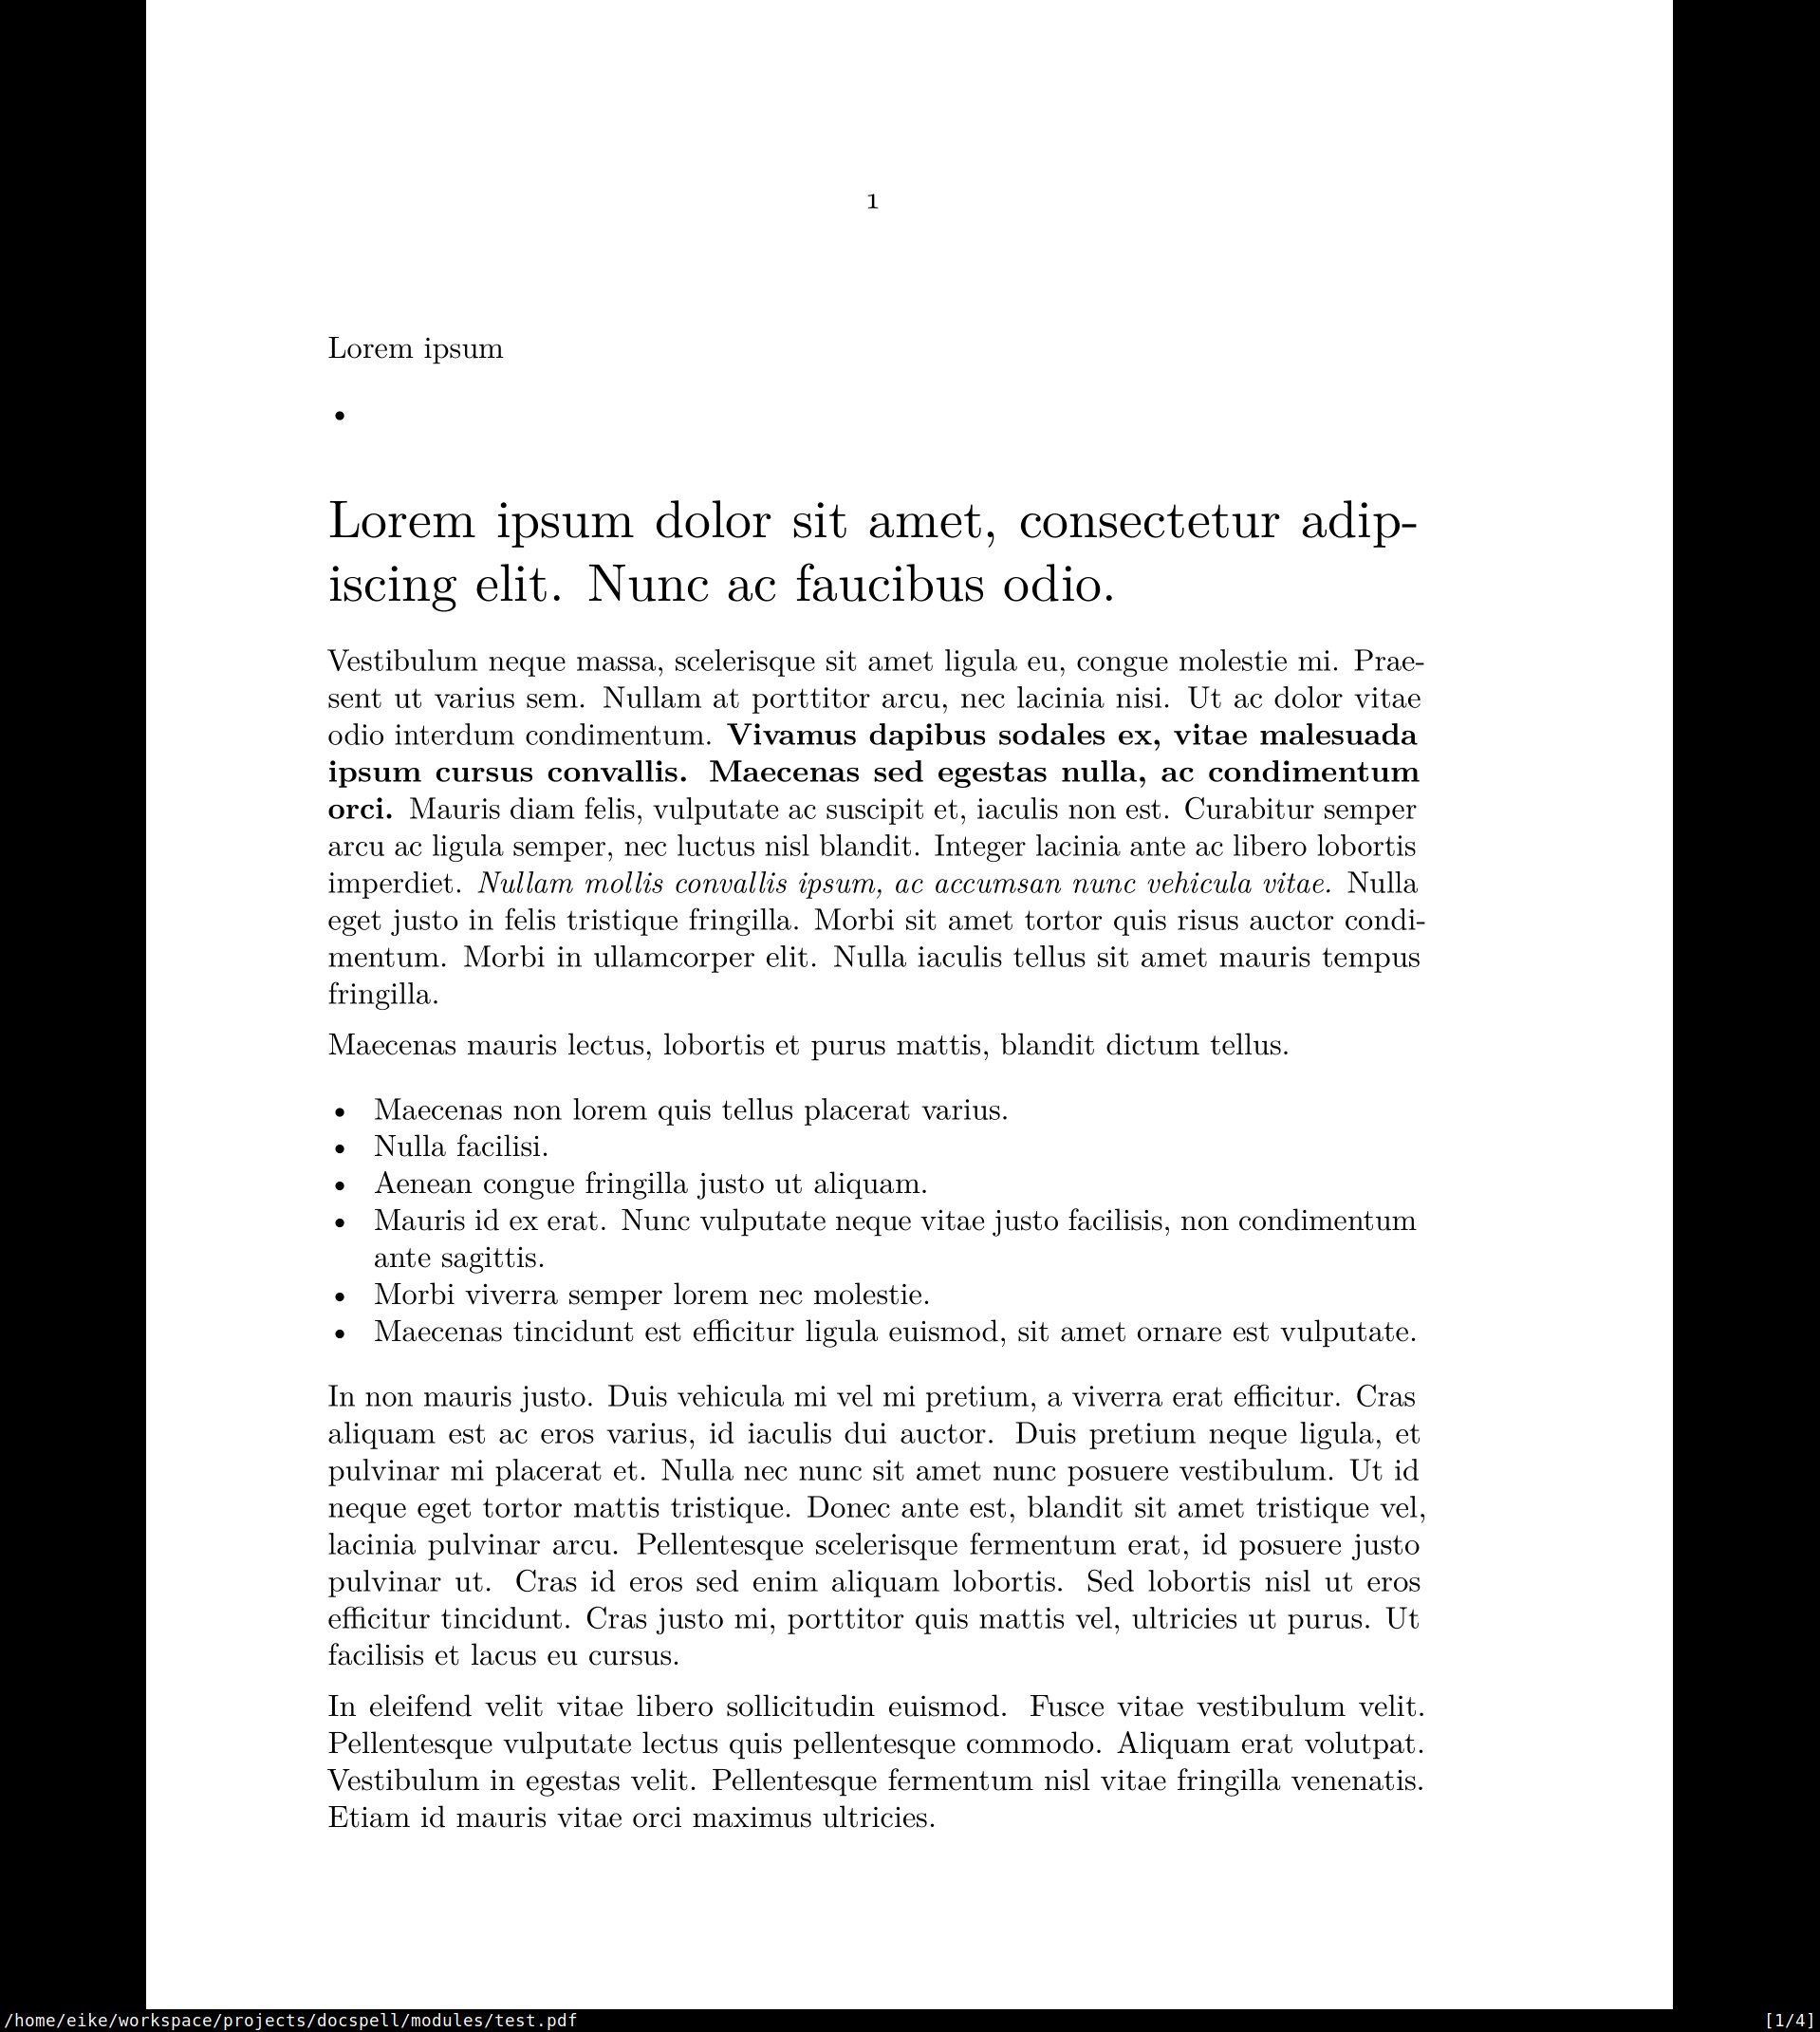 1
Lorem ipsum
•
Lorem ipsum dolor sit amet, consectetur adip-
iscing elit. Nunc ac faucibus odio.
Vestibulum neque massa, scelerisque sit amet ligula eu, congue molestie mi. Prae-
sent ut varius sem. Nullam at porttitor arcu, nec lacinia nisi. Ut ac dolor vitae
odio interdum condimentum. Vivamus dapibus sodales ex, vitae malesuada
ipsum cursus convallis. Maecenas sed egestas nulla, ac condimentum
orci. Mauris diam felis, vulputate ac suscipit et, iaculis non est. Curabitur semper
arcu ac ligula semper, nec luctus nisl blandit. Integer lacinia ante ac libero lobortis
imperdiet. Nullam mollis convallis ipsum, ac accumsan nunc vehicula vitae. Nulla
eget justo in felis tristique fringilla. Morbi sit amet tortor quis risus auctor condi-
mentum. Morbi in ullamcorper elit. Nulla iaculis tellus sit amet mauris tempus
fringilla.
Maecenas mauris lectus, lobortis et purus mattis, blandit dictum tellus.
• Maecenas non lorem quis tellus placerat varius.
• Nulla facilisi.
• Aenean congue fringilla justo ut aliquam.
• Mauris id ex erat. Nunc vulputate neque vitae justo facilisis, non condimentum
ante sagittis.
• Morbi viverra semper lorem nec molestie.
• Maecenas tincidunt est efficitur ligula euismod, sit amet ornare est vulputate.
In non mauris justo. Duis vehicula mi vel mi pretium, a viverra erat efficitur. Cras
aliquam est ac eros varius, id iaculis dui auctor. Duis pretium neque ligula, et
pulvinar mi placerat et. Nulla nec nunc sit amet nunc posuere vestibulum. Ut id
neque eget tortor mattis tristique. Donec ante est, blandit sit amet tristique vel,
lacinia pulvinar arcu. Pellentesque scelerisque fermentum erat, id posuere justo
pulvinar ut. Cras id eros sed enim aliquam lobortis. Sed lobortis nisl ut eros
efficitur tincidunt. Cras justo mi, porttitor quis mattis vel, ultricies ut purus. Ut
facilisis et lacus eu cursus.
In eleifend velit vitae libero sollicitudin euismod. Fusce vitae vestibulum velit.
Pellentesque vulputate lectus quis pellentesque commodo. Aliquam erat volutpat.
Vestibulum in egestas velit. Pellentesque fermentum nisl vitae fringilla venenatis.
Etiam id mauris vitae orci maximus ultricies.
/home/eike/workspace/projects/docspell/modules/test.pdf [1/4]